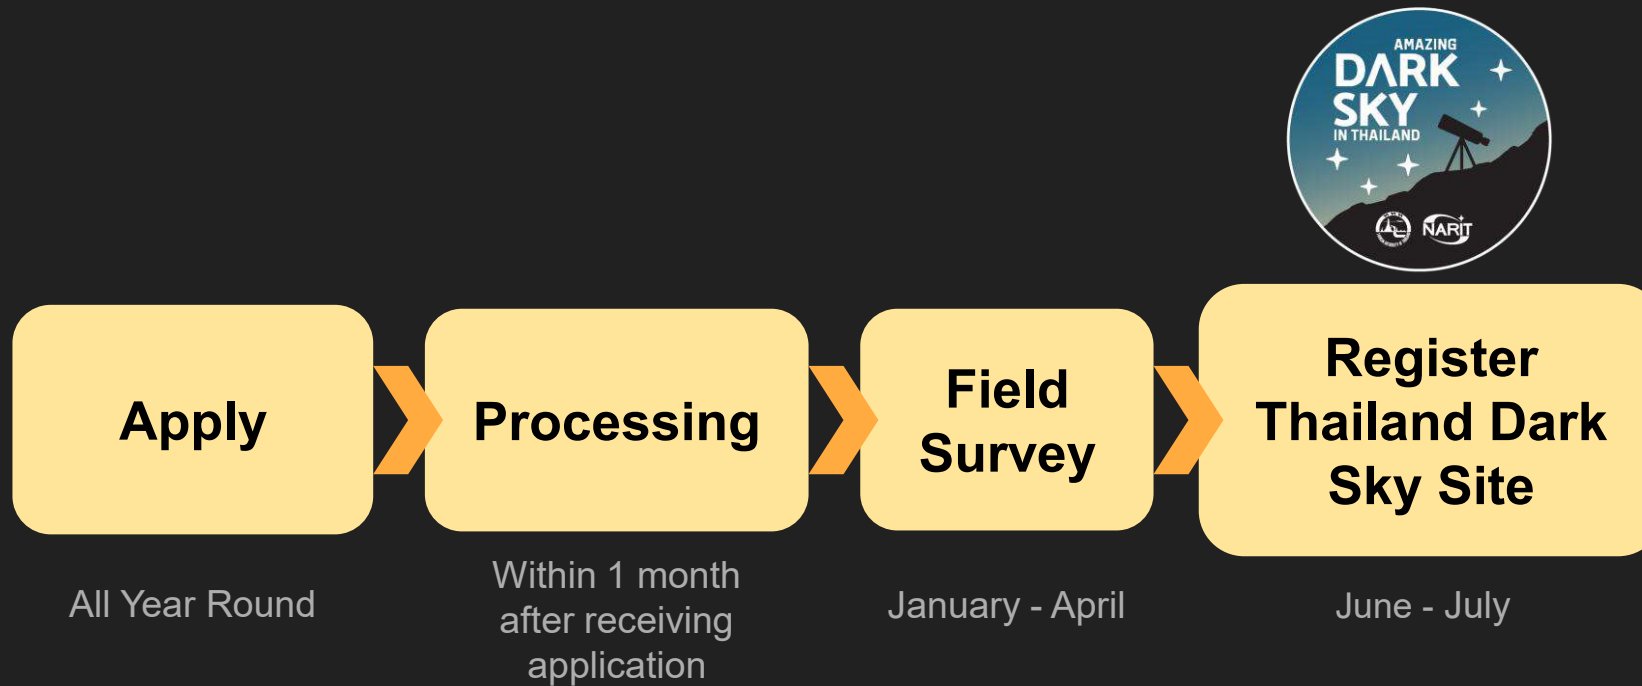 AMAZING
DARK
SKY
IN THAILAND
NARIT
Apply
Processing
Field
Survey
Register
Thailand Dark
Sky Site
All Year Round
Within 1 month
after receiving
application
January - April
June - July